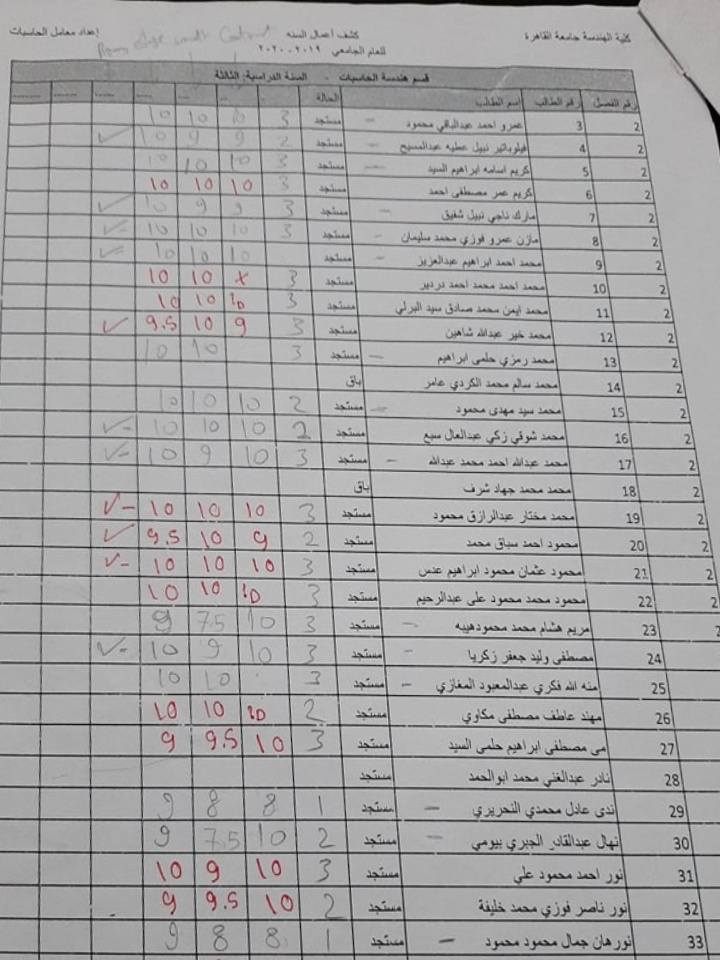 كلية الهندسة جامعة القاهرة كشف أعمال السنه إعداد معامل الحاسبات
للعام الجامعي ٢٠١٩-٢٠٢٠
قسم هندسة الحاسبات - السنة الدراسية: الثالثة
رقم الفصل رقم الطالب اسم الطالب الحالة
2 3 عمرو احمد عبدالباقي محمود مستجد 3 10 10 10
2 4 فيلوباتير نبيل عطيه عبدالمسيح مستجد 2 9 9 10 ✓
2 5 كريم اسامه ابراهيم السيد مستجد 3 10 10 10
2 6 كريم عمر مصطفى احمد مستجد 3 10 10 10
2 7 مارك ناجي نبيل شفيق مستجد 3 9 9 10 ✓
2 8 مازن عمرو فوزي محمد سليمان مستجد 3 10 10 10 ✓-
2 9 محمد احمد ابراهيم عبدالعزيز مستجد 10 10 10 ✓-
2 10 محمد احمد محمد احمد دردير مستجد 3 x 10 10
2 11 محمد ايمن محمد صادق سيد البرلي مستجد 3 10 10 10
2 12 محمد خير عبدالله شاهين مستجد 3 9 10 9.5 ✓
2 13 محمد رمزي حلمى ابراهيم مستجد 3 10 10
2 14 محمد سالم محمد الكردي عامر باق
2 15 محمد سيد مهدى محمود مستجد 2 10 10 10
2 16 محمد شوقي زكي عبدالعال سبع مستجد 2 10 10 10 ✓-
2 17 محمد عبدالله احمد محمد عبدالله مستجد 3 10 9 10 ✓-
2 18 محمد محمد جهاد شرف باق
2 19 محمد مختار عبدالرازق محمود مستجد 3 10 10 10 ✓-
2 20 محمود احمد سباق محمد مستجد 2 9 10 9.5 ✓
2 21 محمود عثمان محمود ابراهيم عنس مستجد 3 10 10 10 ✓-
2 22 محمود محمد محمود على عبدالرحيم مستجد 3 10 10 10
2 23 مريم هشام محمد محمودهيبه مستجد 3 10 7.5 9
24 مصطفى وليد جعفر زكريا مستجد 3 10 9 10 ✓-
25 منه الله فكري عبدالمعبود المغازي مستجد 3 10 10
26 مهند عاطف مصطفى مكاوي مستجد 2 10 10 10
27 مى مصطفى ابراهيم حلمى السيد مستجد 3 10 9.5 9
28 نادر عبدالغني محمد ابوالحمد مستجد
29 ندى عادل محمدي النحريري مستجد 1 8 8 9
30 نهال عبدالقادر الجبري بيومي مستجد 2 10 7.5 9
31 نور احمد محمود علي مستجد 3 10 9 10
32 نور ناصر فوزي محمد خليفة مستجد 2 10 9.5 9
33 نورهان جمال محمود محمود مستجد 1 8 8 9